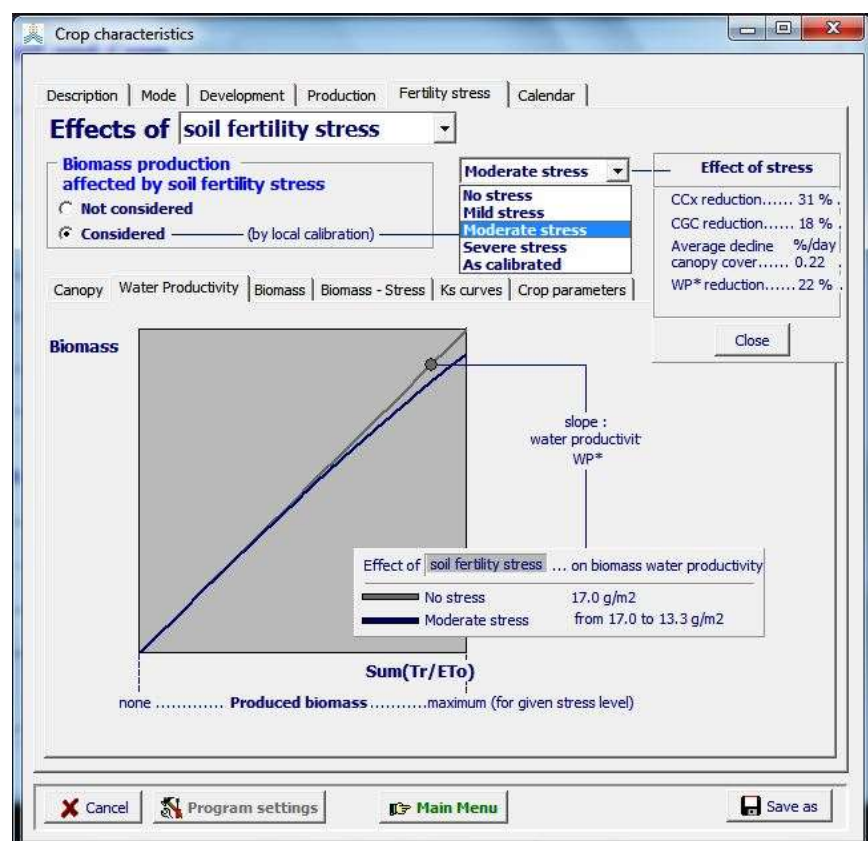 Crop characteristics
Description Mode Development Production Fertility stress Calendar
Effects of soil fertility stress
Biomass production
affected by soil fertility stress
Not considered
Considered (by local calibration)
Moderate stress
No stress
Mild stress
Moderate stress
Severe stress
As calibrated
Effect of stress
CCx reduction...... 31 %
CGC reduction..... 18 %
Average decline %/day
canopy cover...... 0.22
WP* reduction...... 22 %
Close
Canopy Water Productivity Biomass Biomass - Stress Ks curves Crop parameters
Biomass
slope :
water productivit
WP*
Effect of soil fertility stress ... on biomass water productivity
No stress 17.0 g/m2
Moderate stress from 17.0 to 13.3 g/m2
Sum(Tr/ETo)
none ............. Produced biomass ...........maximum (for given stress level)
Cancel Program settings Main Menu Save as